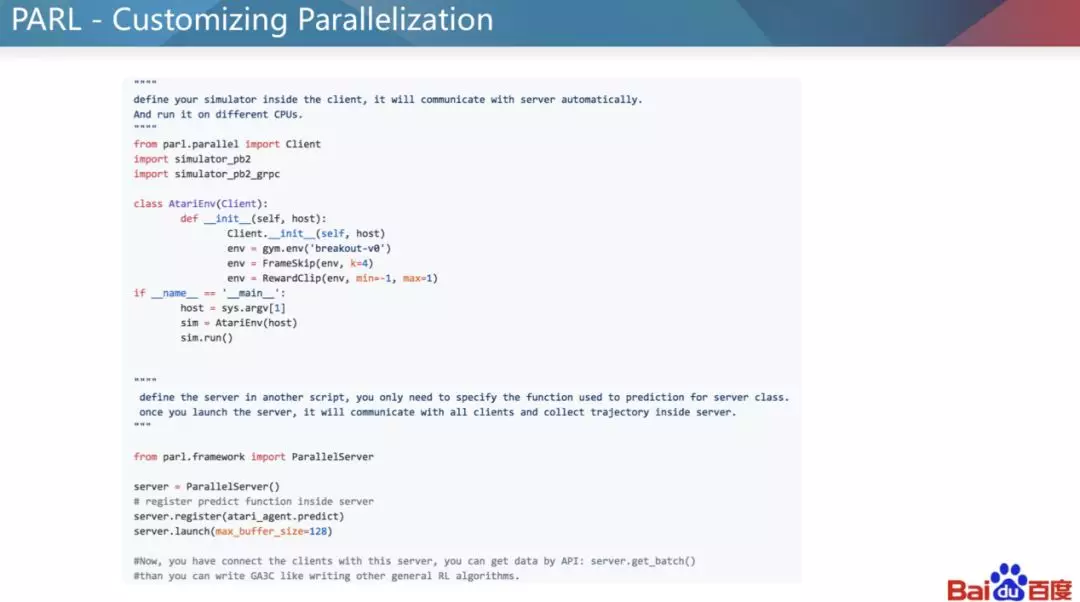 PARL - Customizing Parallelization
""""
define your simulator inside the client, it will communicate with server automatically.
And run it on different CPUs.
""""
from parl.parallel import Client
import simulator_pb2
import simulator_pb2_grpc
class AtariEnv(Client):
def __init__(self, host):
Client.__init__(self, host)
env = gym.env('breakout-v0')
env = FrameSkip(env, k=4)
env = RewardClip(env, min=-1, max=1)
if __name__ == '__main__':
host = sys.argv[1]
sim = AtariEnv(host)
sim.run()
""""
define the server in another script, you only need to specify the function used to prediction for server class.
once you launch the server, it will communicate with all clients and collect trajectory inside server.
"""
from parl.framework import ParallelServer
server = ParallelServer()
# register predict function inside server
server.register(atari_agent.predict)
server.launch(max_buffer_size=128)
#Now, you have connect the clients with this server, you can get data by API: server.get_batch()
#than you can write GA3C like writing other general RL algorithms.
Bai du 百度